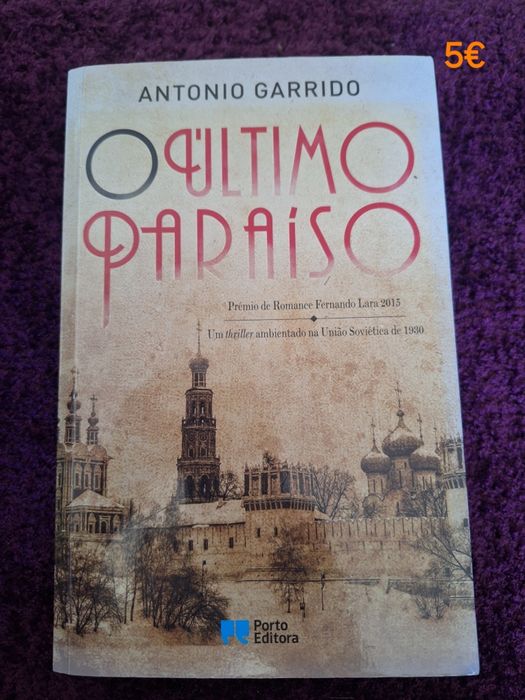 5€
ANTONIO GARRIDO
O ÚLTIMO
PARAÍSO
Prémio de Romance Fernando Lara 2015
Um thriller ambientado na União Soviética de 1930
Porto
Editora